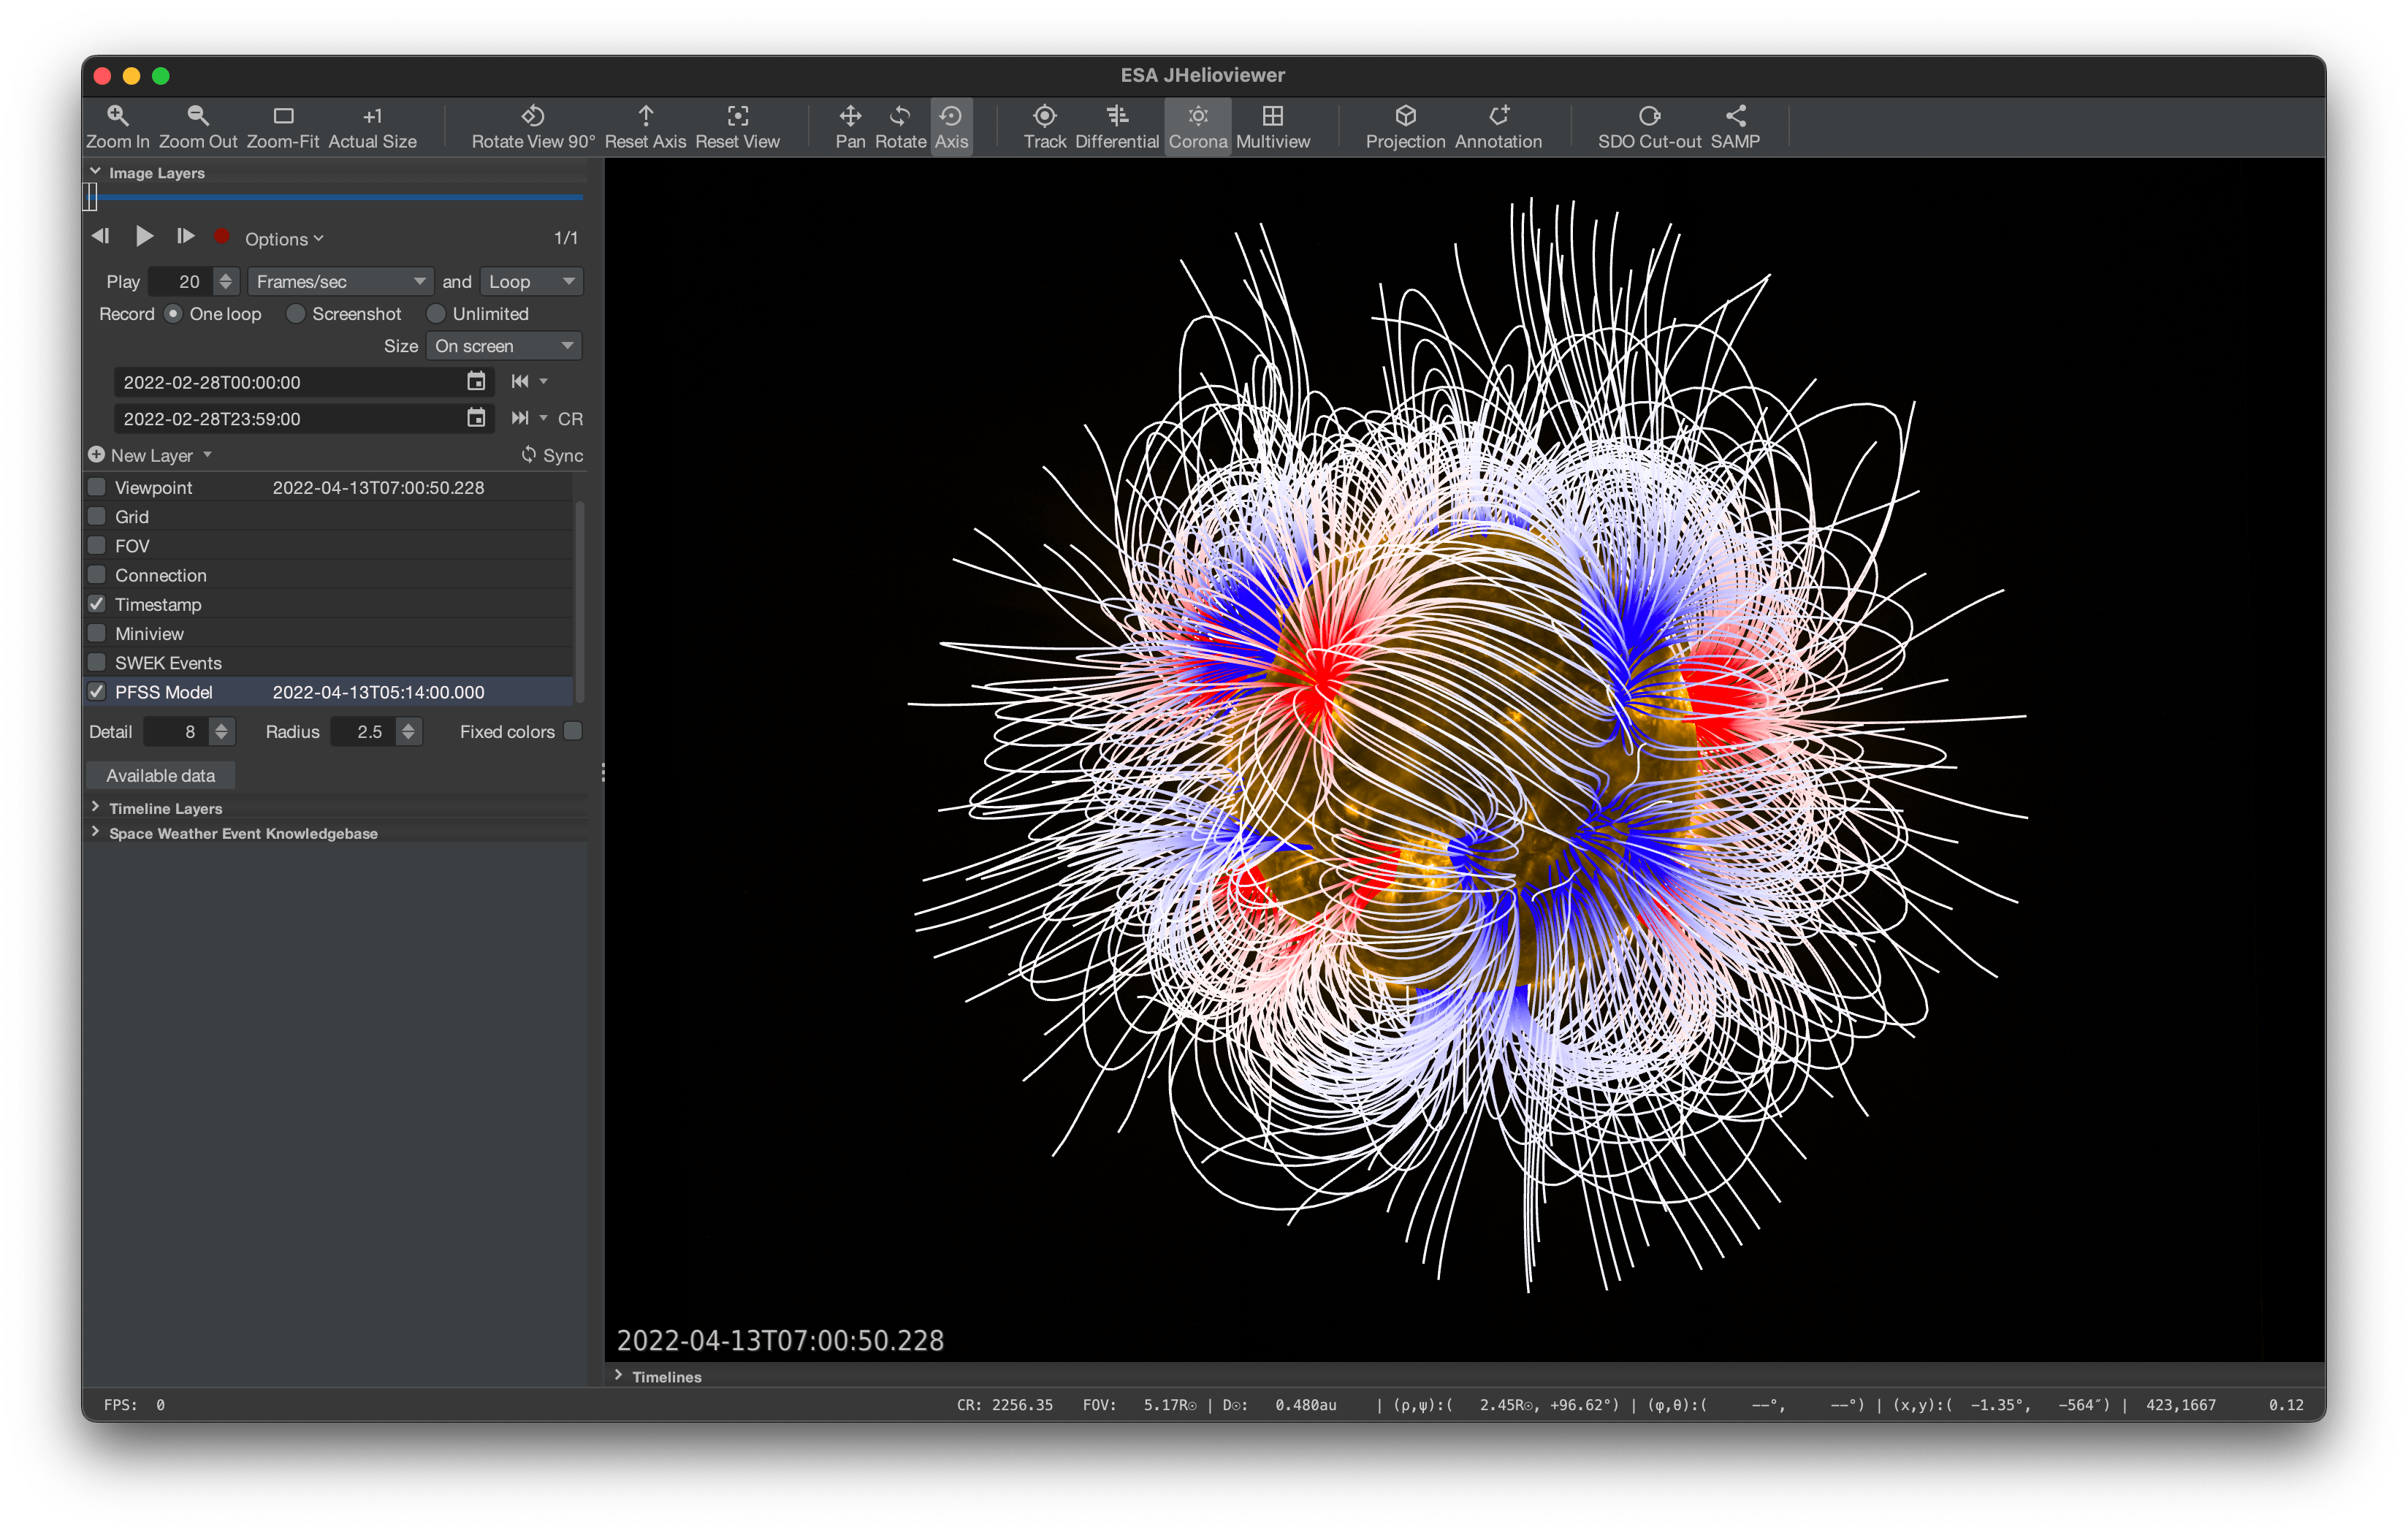 ESA JHelioviewer
Zoom In Zoom Out Zoom-Fit +1 Actual Size Rotate View 90° Reset Axis Reset View Pan Rotate Axis Track Differential Corona Multiview Projection Annotation SDO Cut-out SAMP
Image Layers
Options 1/1
Play 20 Frames/sec and Loop
Record One loop Screenshot Unlimited
Size On screen
2022-02-28T00:00:00
2022-02-28T23:59:00 CR
New Layer Sync
Viewpoint 2022-04-13T07:00:50.228
Grid
FOV
Connection
Timestamp
Miniview
SWEK Events
PFSS Model 2022-04-13T05:14:00.000
Detail 8 Radius 2.5 Fixed colors
Available data
Timeline Layers
Space Weather Event Knowledgebase
2022-04-13T07:00:50.228
Timelines
FPS: 0 CR: 2256.35 FOV: 5.17R☉ | D☉: 0.480au | (ρ,ψ):( 2.45R☉, +96.62°) | (φ,θ):( −−°, −−°) | (x,y):( −1.35°, −564″) | 423,1667 0.12